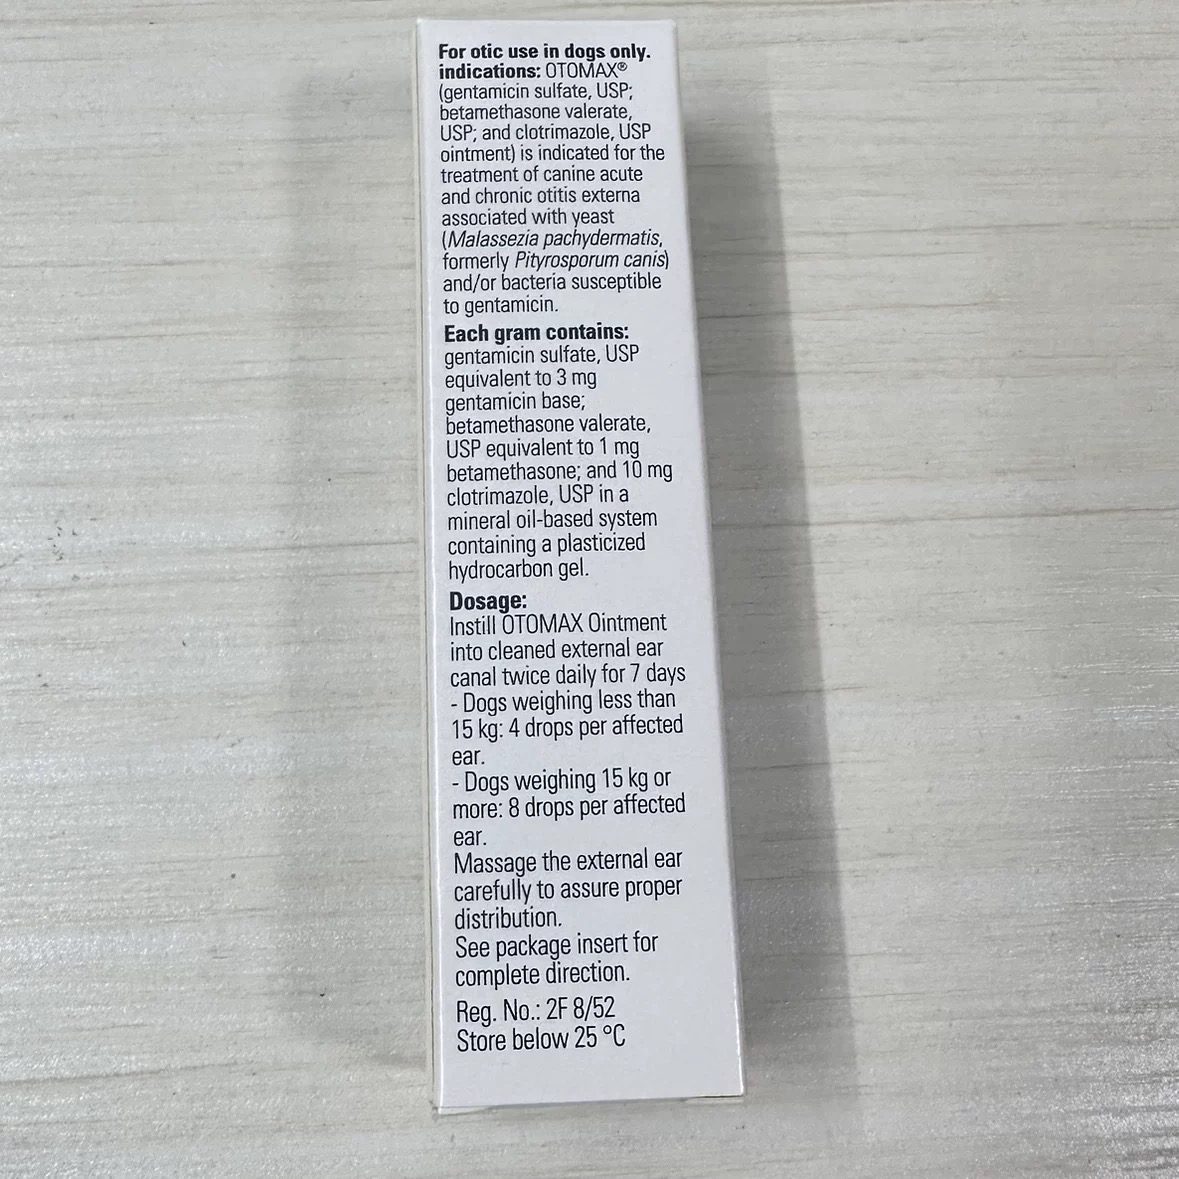 For otic use in dogs only.
indications: OTOMAX®
(gentamicin sulfate, USP;
betamethasone valerate,
USP; and clotrimazole, USP
ointment) is indicated for the
treatment of canine acute
and chronic otitis externa
associated with yeast
(Malassezia pachydermatis,
formerly Pityrosporum canis)
and/or bacteria susceptible
to gentamicin.
Each gram contains:
gentamicin sulfate, USP
equivalent to 3 mg
gentamicin base;
betamethasone valerate,
USP equivalent to 1 mg
betamethasone; and 10 mg
clotrimazole, USP in a
mineral oil-based system
containing a plasticized
hydrocarbon gel.
Dosage:
Instill OTOMAX Ointment
into cleaned external ear
canal twice daily for 7 days
- Dogs weighing less than
15 kg: 4 drops per affected
ear.
- Dogs weighing 15 kg or
more: 8 drops per affected
ear.
Massage the external ear
carefully to assure proper
distribution.
See package insert for
complete direction.
Reg. No.: 2F 8/52
Store below 25 °C